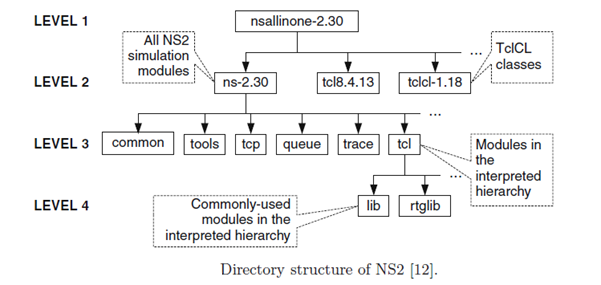 LEVEL 1
nsallinone-2.30
All NS2
simulation
modules
...
TclCL
classes
LEVEL 2
ns-2.30
tcl8.4.13
tclcl-1.18
...
LEVEL 3
common
tools
tcp
queue
trace
tcl
Modules in
the
interpreted
hierarchy
...
LEVEL 4
Commonly-used
modules in the
interpreted hierarchy
lib
rtglib
Directory structure of NS2 [12].